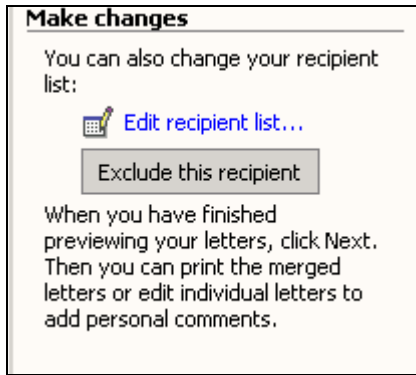 Make changes
You can also change your recipient
list:
Edit recipient list...
Exclude this recipient
When you have finished
previewing your letters, click Next.
Then you can print the merged
letters or edit individual letters to
add personal comments.